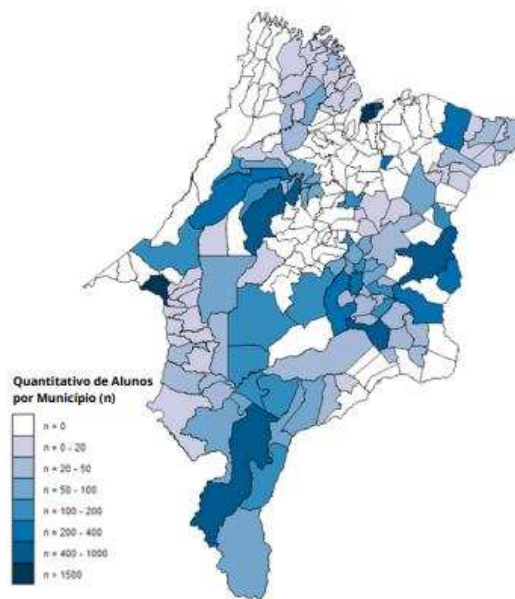 Quantitativo de Alunos
por Município (n)
n = 0
n = 0 - 20
n = 20 - 50
n = 50 - 100
n = 100 - 200
n = 200 - 400
n = 400 - 1000
n = 1500